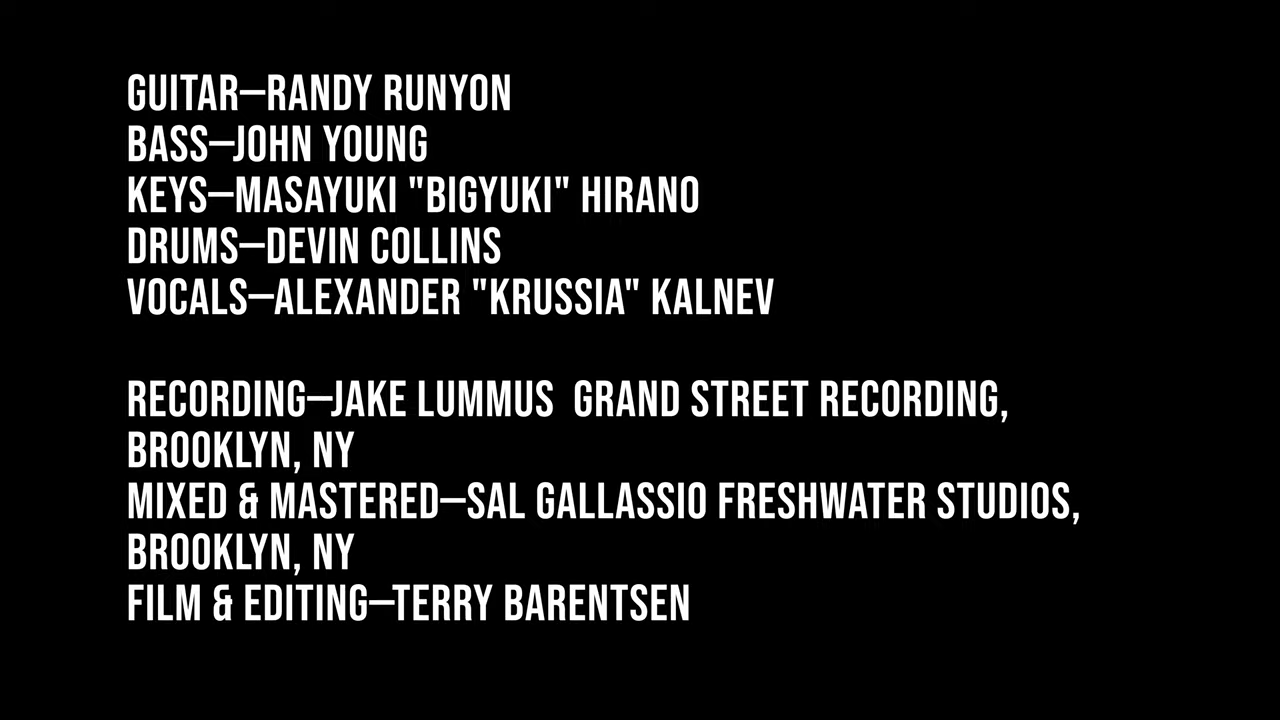 GUITAR—RANDY RUNYON
BASS—JOHN YOUNG
KEYS—MASAYUKI "BIGYUKI" HIRANO
DRUMS—DEVIN COLLINS
VOCALS—ALEXANDER "KRUSSIA" KALNEV
RECORDING—JAKE LUMMUS  GRAND STREET RECORDING,
BROOKLYN, NY
MIXED & MASTERED—SAL GALLASSIO FRESHWATER STUDIOS,
BROOKLYN, NY
FILM & EDITING—TERRY BARENTSEN